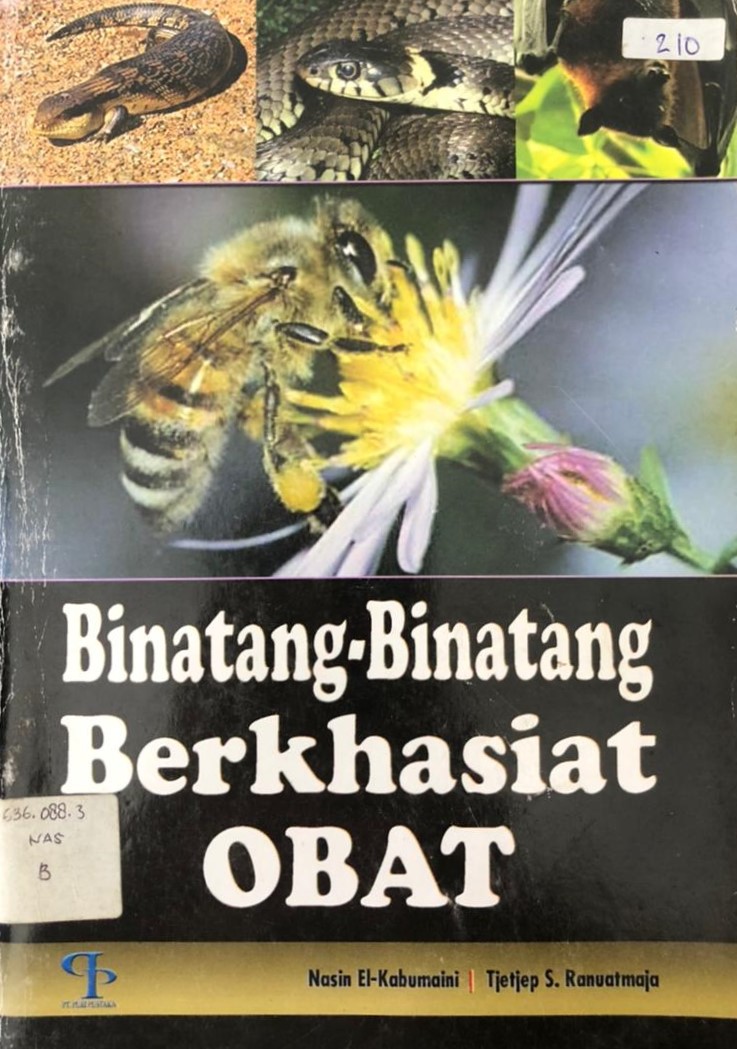 210
Binatang-Binatang
Berkhasiat
OBAT
636.088.3
NAS
B
Nasin El-Kabumaini | Tjetjep S. Ranuatmaja